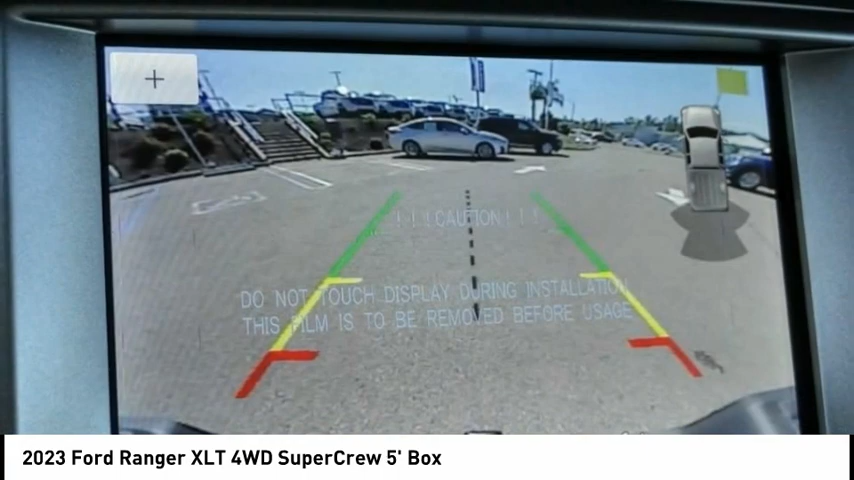 ! ! ! CAUTION ! ! !
DO NOT TOUCH DISPLAY DURING INSTALLATION
THIS FILM IS TO BE REMOVED BEFORE USAGE
2023 Ford Ranger XLT 4WD SuperCrew 5' Box